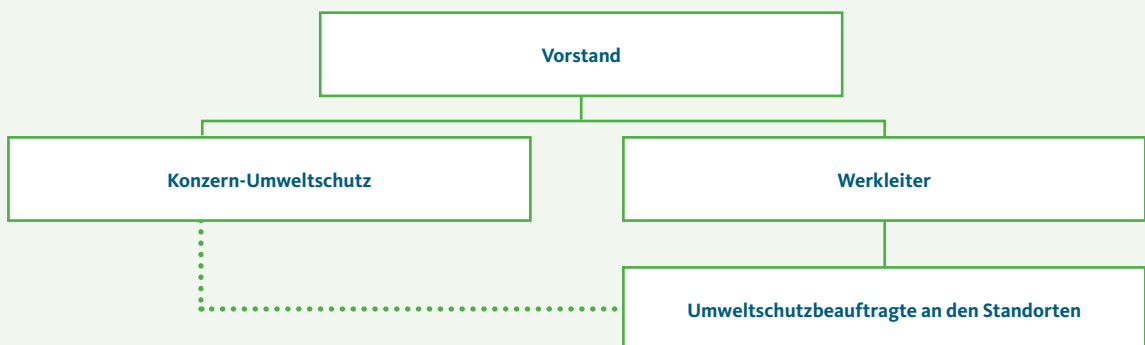 Vorstand
Konzern-Umweltschutz
Werkleiter
Umweltschutzbeauftragte an den Standorten